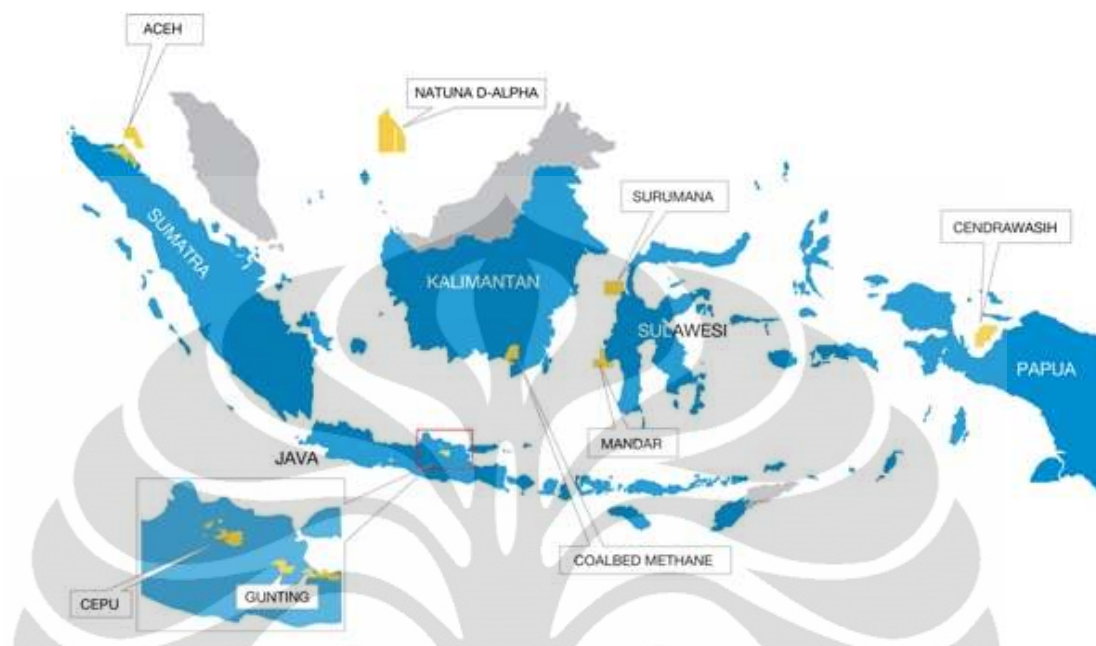 ACEH
NATUNA D-ALPHA
SURUMANA
CENDRAWASIH
SUMATRA
KALIMANTAN
SULAWESI
PAPUA
MANDAR
JAVA
COALBED METHANE
CEPU
GUNTING